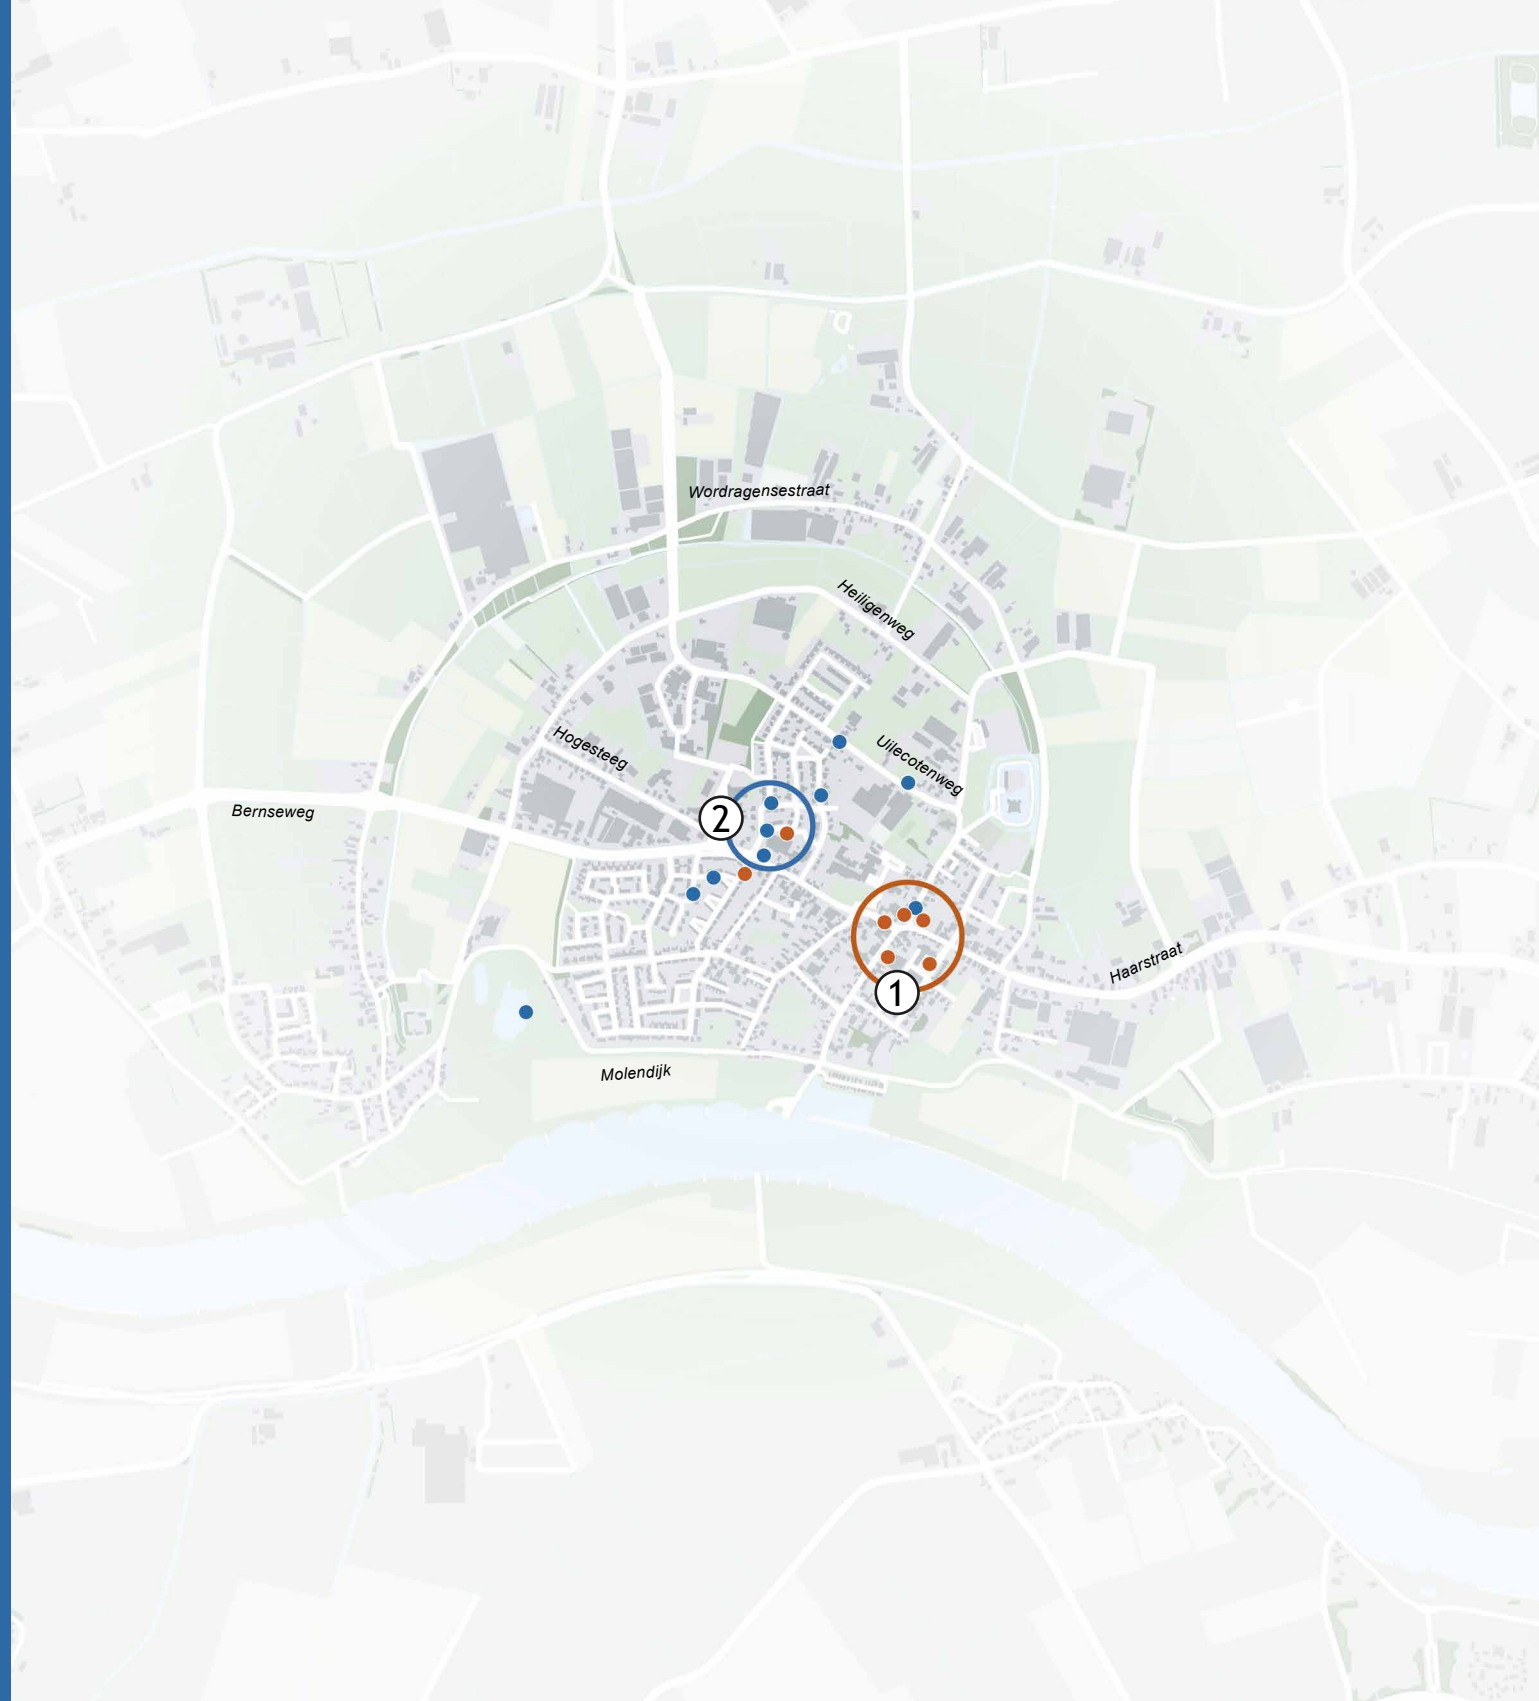 Wordragensestraat
Heiligenweg
Hogesteeg
Uilecotenweg
Bernseweg
2
Haarstraat
1
Molendijk